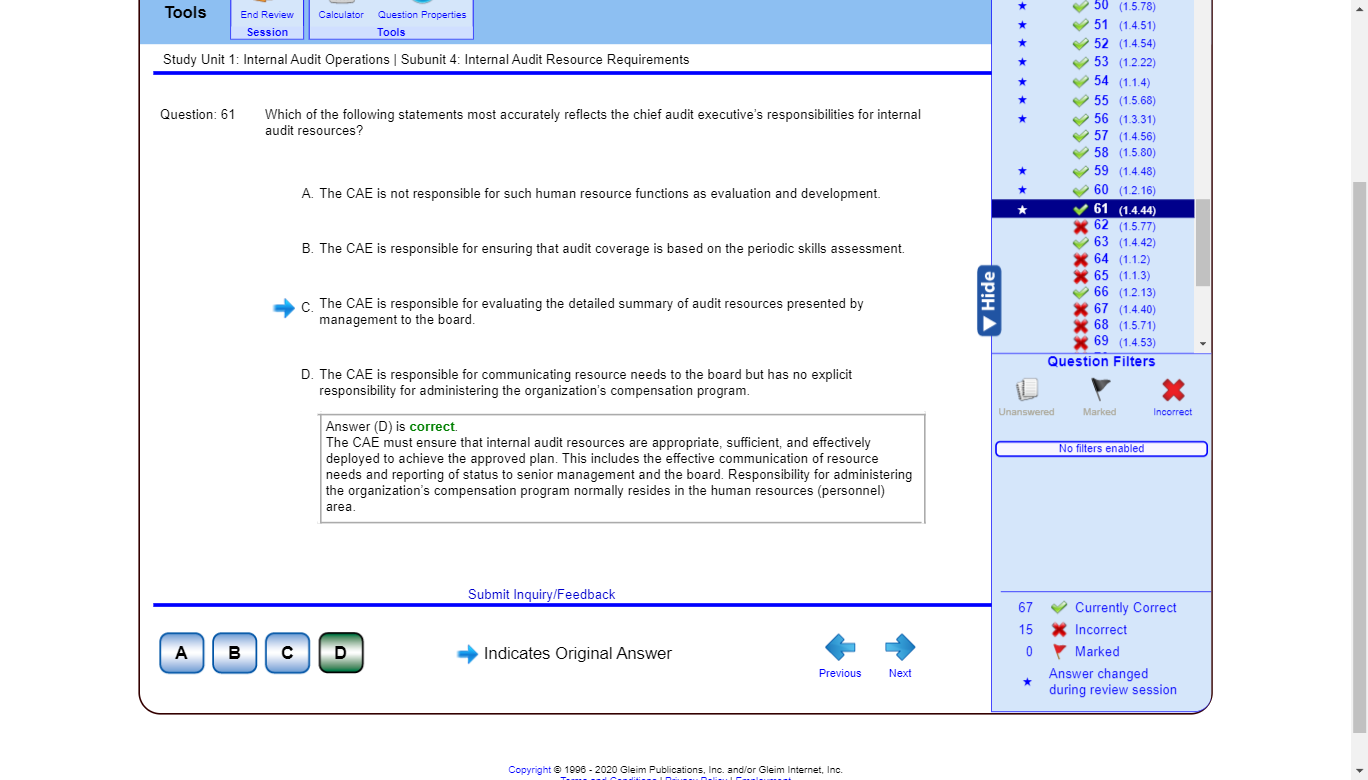 Tools
End Review
Session
Calculator Question Properties
Tools
Study Unit 1: Internal Audit Operations | Subunit 4: Internal Audit Resource Requirements
Question: 61
Which of the following statements most accurately reflects the chief audit executive's responsibilities for internal
audit resources?
A. The CAE is not responsible for such human resource functions as evaluation and development.
B. The CAE is responsible for ensuring that audit coverage is based on the periodic skills assessment.
C. The CAE is responsible for evaluating the detailed summary of audit resources presented by
management to the board.
D. The CAE is responsible for communicating resource needs to the board but has no explicit
responsibility for administering the organization's compensation program.
Answer (D) is correct.
The CAE must ensure that internal audit resources are appropriate, sufficient, and effectively
deployed to achieve the approved plan. This includes the effective communication of resource
needs and reporting of status to senior management and the board. Responsibility for administering
the organization's compensation program normally resides in the human resources (personnel)
area.
Submit Inquiry/Feedback
A B C D
Indicates Original Answer
Previous Next
50 (1.5.78)
51 (1.4.51)
52 (1.4.54)
53 (1.2.22)
54 (1.1.4)
55 (1.5.68)
56 (1.3.31)
57 (1.4.56)
58 (1.5.80)
59 (1.4.48)
60 (1.2.16)
61 (1.4.44)
62 (1.5.77)
63 (1.4.42)
64 (1.1.2)
65 (1.1.3)
66 (1.2.13)
67 (1.4.40)
68 (1.5.71)
69 (1.4.53)
Hide
Question Filters
Unanswered Marked Incorrect
No filters enabled
67 Currently Correct
15 Incorrect
0 Marked
Answer changed
during review session
Copyright © 1996 - 2020 Gleim Publications, Inc. and/or Gleim Internet, Inc.
Terms and Conditions | Privacy Policy | Employment